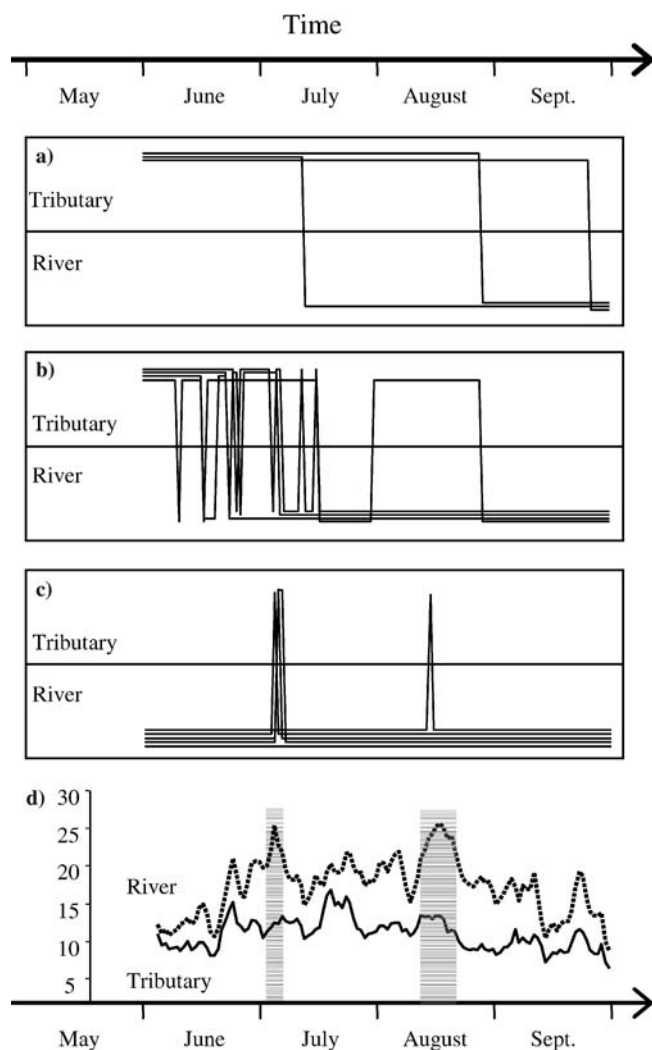 Time
May June July August Sept.
a)
Tributary
River
b)
Tributary
River
c)
Tributary
River
d) 30
25
20
River
15
10
Tributary
5
May June July August Sept.